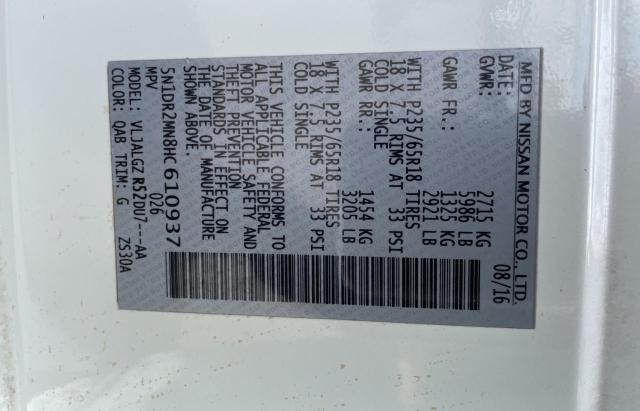 MFD BY NISSAN MOTOR CO., LTD.
DATE: 08/16
GVWR: 2715 KG
5986 LB
GAWR FR.: 1325 KG
2921 LB
WITH P235/65R18 TIRES
18 X 7.5 RIMS AT 33 PSI
COLD SINGLE
GAWR RR.: 1454 KG
3205 LB
WITH P235/65R18 TIRES
18 X 7.5 RIMS AT 33 PSI
COLD SINGLE
THIS VEHICLE CONFORMS TO
ALL APPLICABLE FEDERAL
MOTOR VEHICLE SAFETY AND
THEFT PREVENTION
STANDARDS IN EFFECT ON
THE DATE OF MANUFACTURE
SHOWN ABOVE.
5N1DR2MN8HC610937
MPV 026
MODEL: VLJALGZ R52DU7---AA
COLOR: QAB TRIM: G ZS30A